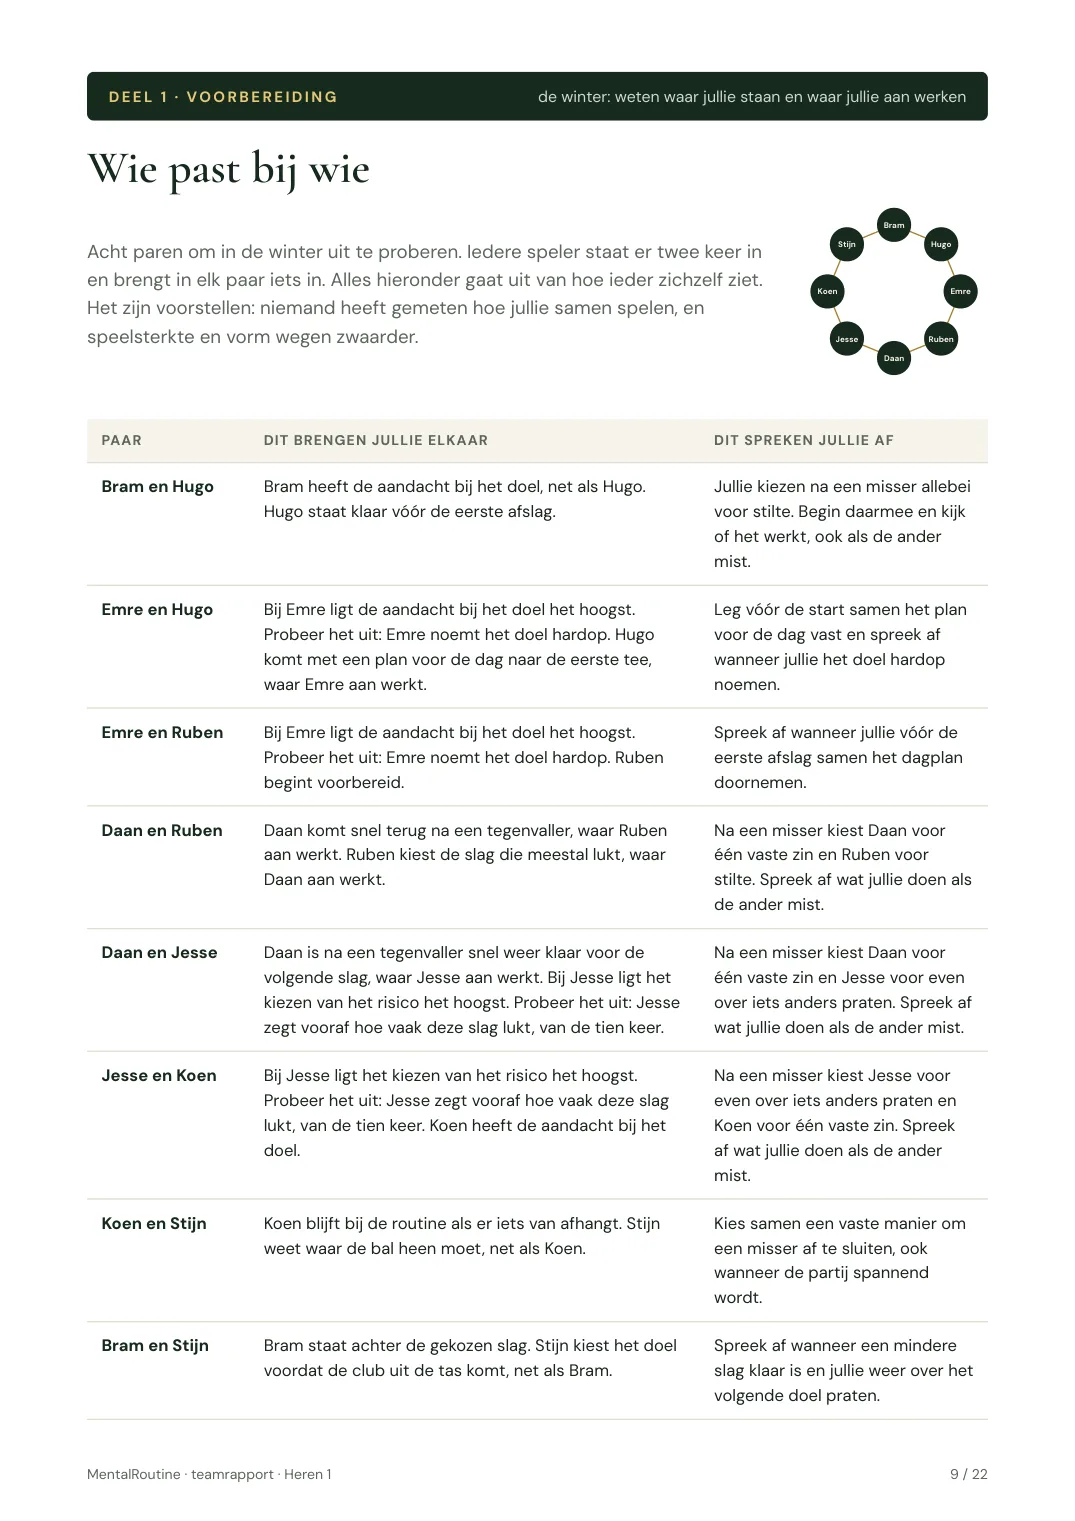 DEEL 1 · VOORBEREIDING
de winter: weten waar jullie staan en waar jullie aan werken
Wie past bij wie
Acht paren om in de winter uit te proberen. Iedere speler staat er twee keer in
en brengt in elk paar iets in. Alles hieronder gaat uit van hoe ieder zichzelf ziet.
Het zijn voorstellen: niemand heeft gemeten hoe jullie samen spelen, en
speelsterkte en vorm wegen zwaarder.
Bram
Hugo
Emre
Ruben
Daan
Jesse
Koen
Stijn
PAAR
DIT BRENGEN JULLIE ELKAAR
DIT SPREKEN JULLIE AF
Bram en Hugo
Bram heeft de aandacht bij het doel, net als Hugo.
Hugo staat klaar vóór de eerste afslag.
Jullie kiezen na een misser allebei
voor stilte. Begin daarmee en kijk
of het werkt, ook als de ander
mist.
Emre en Hugo
Bij Emre ligt de aandacht bij het doel het hoogst.
Probeer het uit: Emre noemt het doel hardop. Hugo
komt met een plan voor de dag naar de eerste tee,
waar Emre aan werkt.
Leg vóór de start samen het plan
voor de dag vast en spreek af
wanneer jullie het doel hardop
noemen.
Emre en Ruben
Bij Emre ligt de aandacht bij het doel het hoogst.
Probeer het uit: Emre noemt het doel hardop. Ruben
begint voorbereid.
Spreek af wanneer jullie vóór de
eerste afslag samen het dagplan
doornemen.
Daan en Ruben
Daan komt snel terug na een tegenvaller, waar Ruben
aan werkt. Ruben kiest de slag die meestal lukt, waar
Daan aan werkt.
Na een misser kiest Daan voor
één vaste zin en Ruben voor
stilte. Spreek af wat jullie doen als
de ander mist.
Daan en Jesse
Daan is na een tegenvaller snel weer klaar voor de
volgende slag, waar Jesse aan werkt. Bij Jesse ligt het
kiezen van het risico het hoogst. Probeer het uit: Jesse
zegt vooraf hoe vaak deze slag lukt, van de tien keer.
Na een misser kiest Daan voor
één vaste zin en Jesse voor even
over iets anders praten. Spreek af
wat jullie doen als de ander mist.
Jesse en Koen
Bij Jesse ligt het kiezen van het risico het hoogst.
Probeer het uit: Jesse zegt vooraf hoe vaak deze slag
lukt, van de tien keer. Koen heeft de aandacht bij het
doel.
Na een misser kiest Jesse voor
even over iets anders praten en
Koen voor één vaste zin. Spreek
af wat jullie doen als de ander
mist.
Koen en Stijn
Koen blijft bij de routine als er iets van afhangt. Stijn
weet waar de bal heen moet, net als Koen.
Kies samen een vaste manier om
een misser af te sluiten, ook
wanneer de partij spannend
wordt.
Bram en Stijn
Bram staat achter de gekozen slag. Stijn kiest het doel
voordat de club uit de tas komt, net als Bram.
Spreek af wanneer een mindere
slag klaar is en jullie weer over het
volgende doel praten.
MentalRoutine · teamrapport · Heren 1
9 / 22